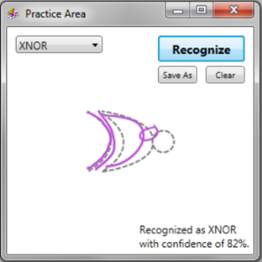 Practice Area
XNOR
Recognize
Save As
Clear
Recognized as XNOR
with confidence of 82%.